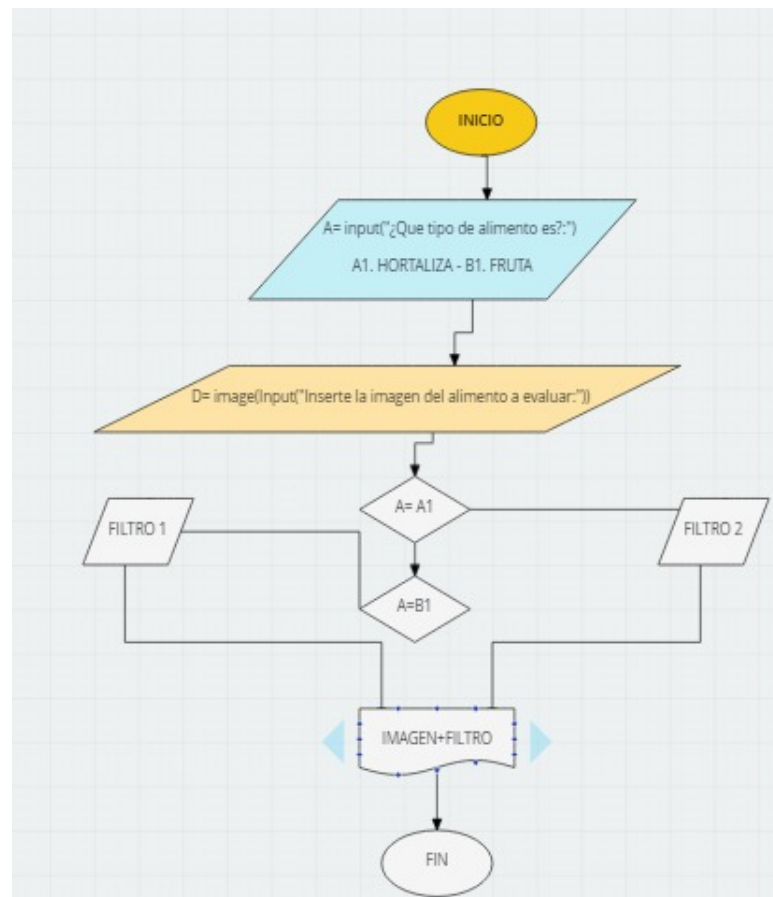 INICIO
A= input("¿Que tipo de alimento es?:")
A1. HORTALIZA - B1. FRUTA
D= image(Input("Inserte la imagen del alimento a evaluar:"))
A= A1
FILTRO 1
FILTRO 2
A=B1
IMAGEN+FILTRO
FIN